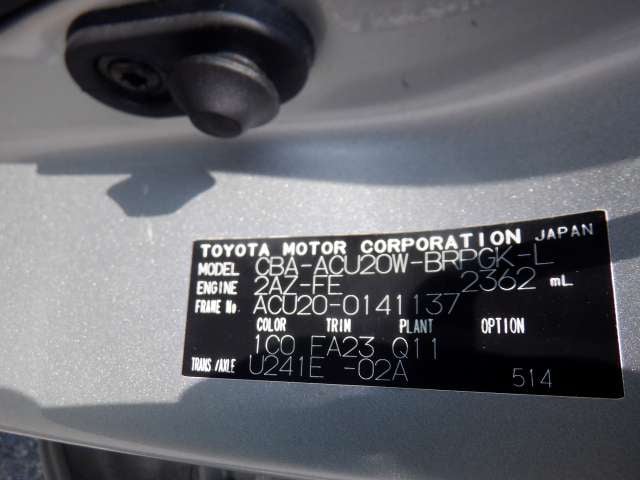 TOYOTA MOTOR CORPORATION JAPAN
MODEL CBA-ACU20W-BRPGK-L
ENGINE 2AZ-FE 2362 mL
FRAME No. ACU20-0141137
COLOR TRIM PLANT OPTION
1C0 FA23 Q11
TRANS/AXLE U241E -02A 514